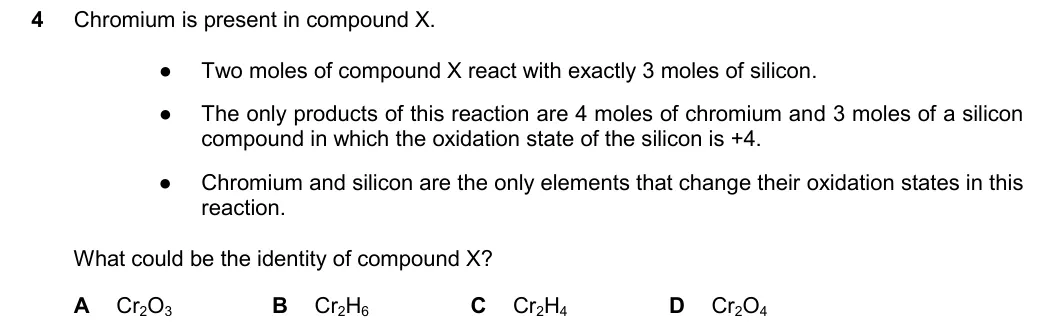 4 Chromium is present in compound X.
● Two moles of compound X react with exactly 3 moles of silicon.
● The only products of this reaction are 4 moles of chromium and 3 moles of a silicon
compound in which the oxidation state of the silicon is +4.
● Chromium and silicon are the only elements that change their oxidation states in this
reaction.
What could be the identity of compound X?
A Cr₂O₃ B Cr₂H₆ C Cr₂H₄ D Cr₂O₄